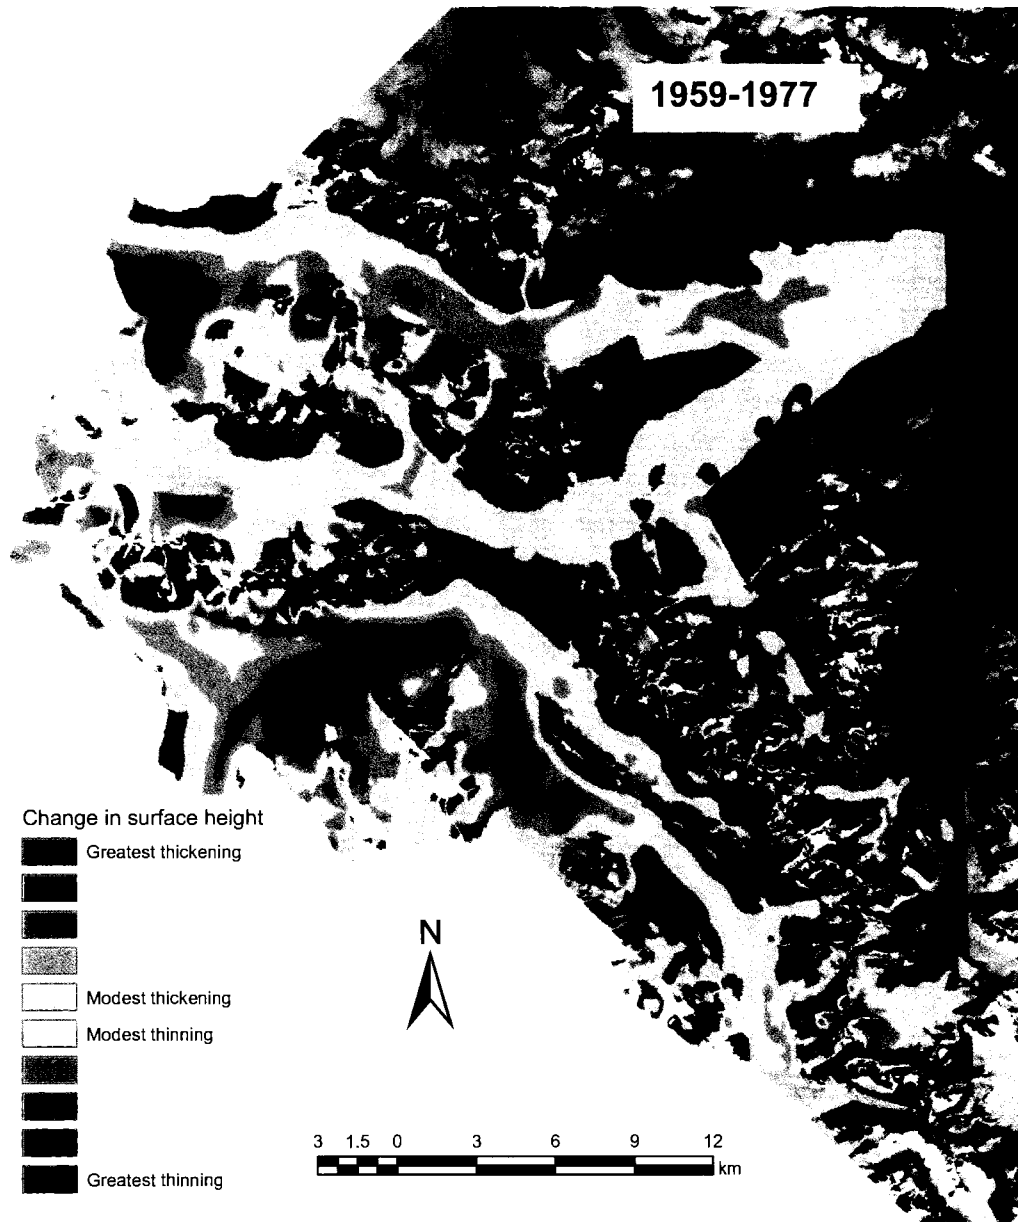 1959-1977
Change in surface height
Greatest thickening
Modest thickening
Modest thinning
Greatest thinning
N
3 1.5 0 3 6 9 12
km